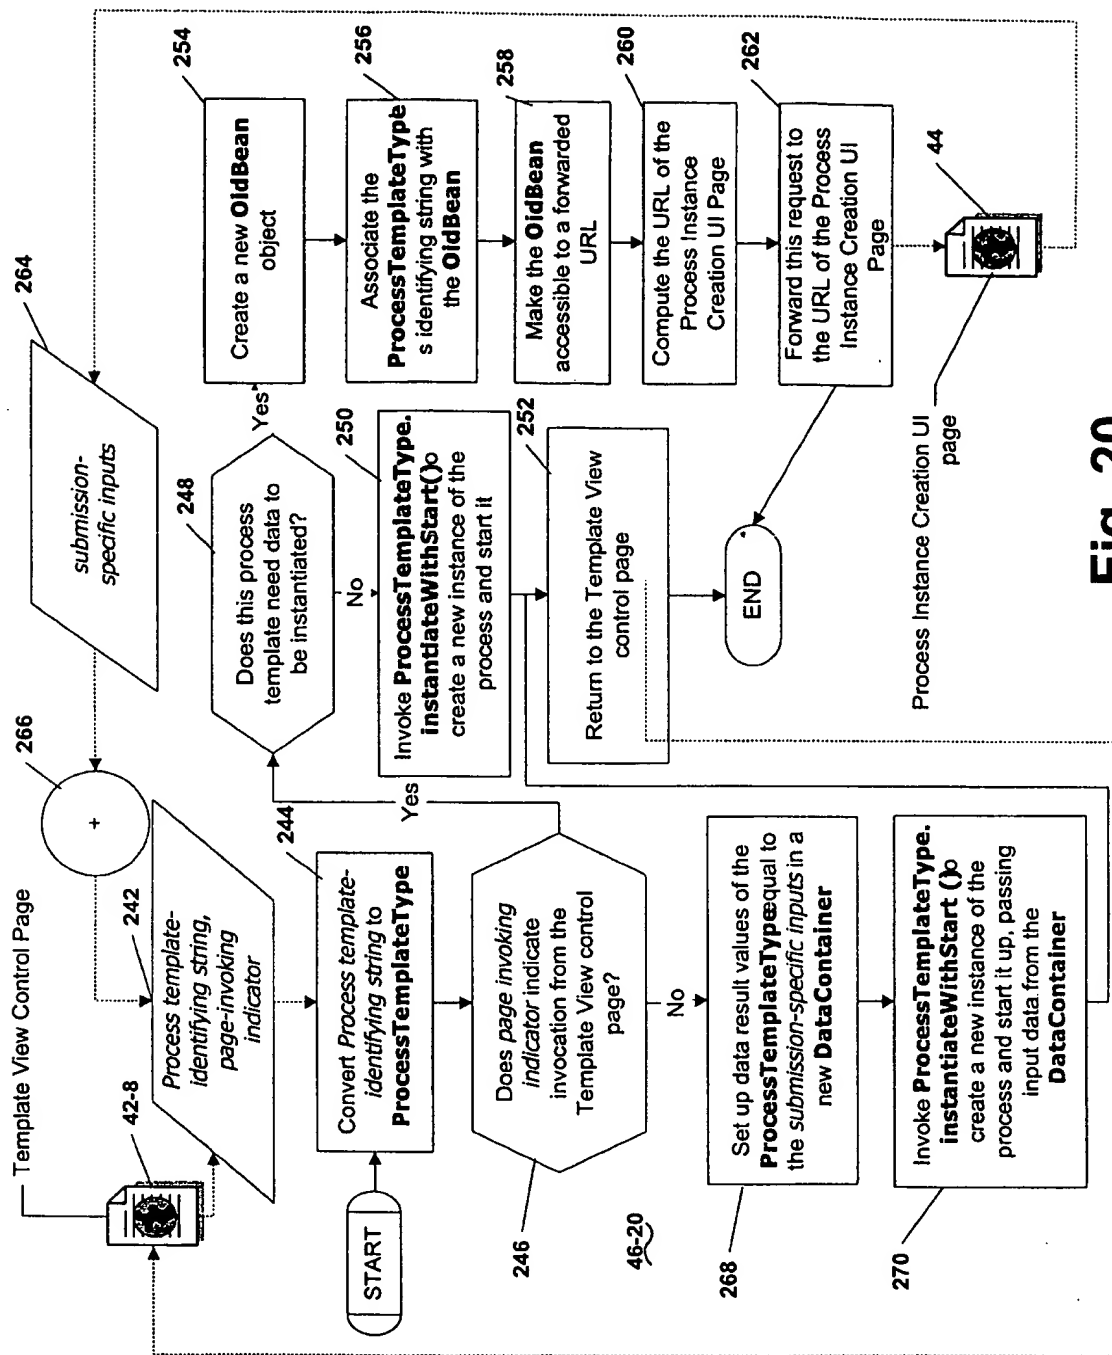 Template View Control Page
42-8
242
Process template-
identifying string,
page-invoking
indicator
266
+
264
submission-
specific inputs
START
244
Convert Process template-
identifying string to
ProcessTemplateType
246
Does page invoking
indicator indicate
invocation from the
Template View control
page?
Yes
No
46-20
268
Set up data result values of the
ProcessTemplateType equal to
the submission-specific inputs in a
new DataContainer
270
Invoke ProcessTemplateType.
instantiateWithStart ()o
create a new instance of the
process and start it up, passing
input data from the
DataContainer
248
Does this process
template need data to
be instantiated?
Yes
No
250
Invoke ProcessTemplateType.
instantiateWithStart()o
create a new instance of the
process and start it
252
Return to the Template View
control page
END
254
Create a new OldBean
object
256
Associate the
ProcessTemplateType
s identifying string with
the OldBean
258
Make the OldBean
accessible to a forwarded
URL
260
Compute the URL of the
Process Instance
Creation UI Page
262
Forward this request to
the URL of the Process
Instance Creation UI
Page
44
Process Instance Creation UI
page
Fig. 20